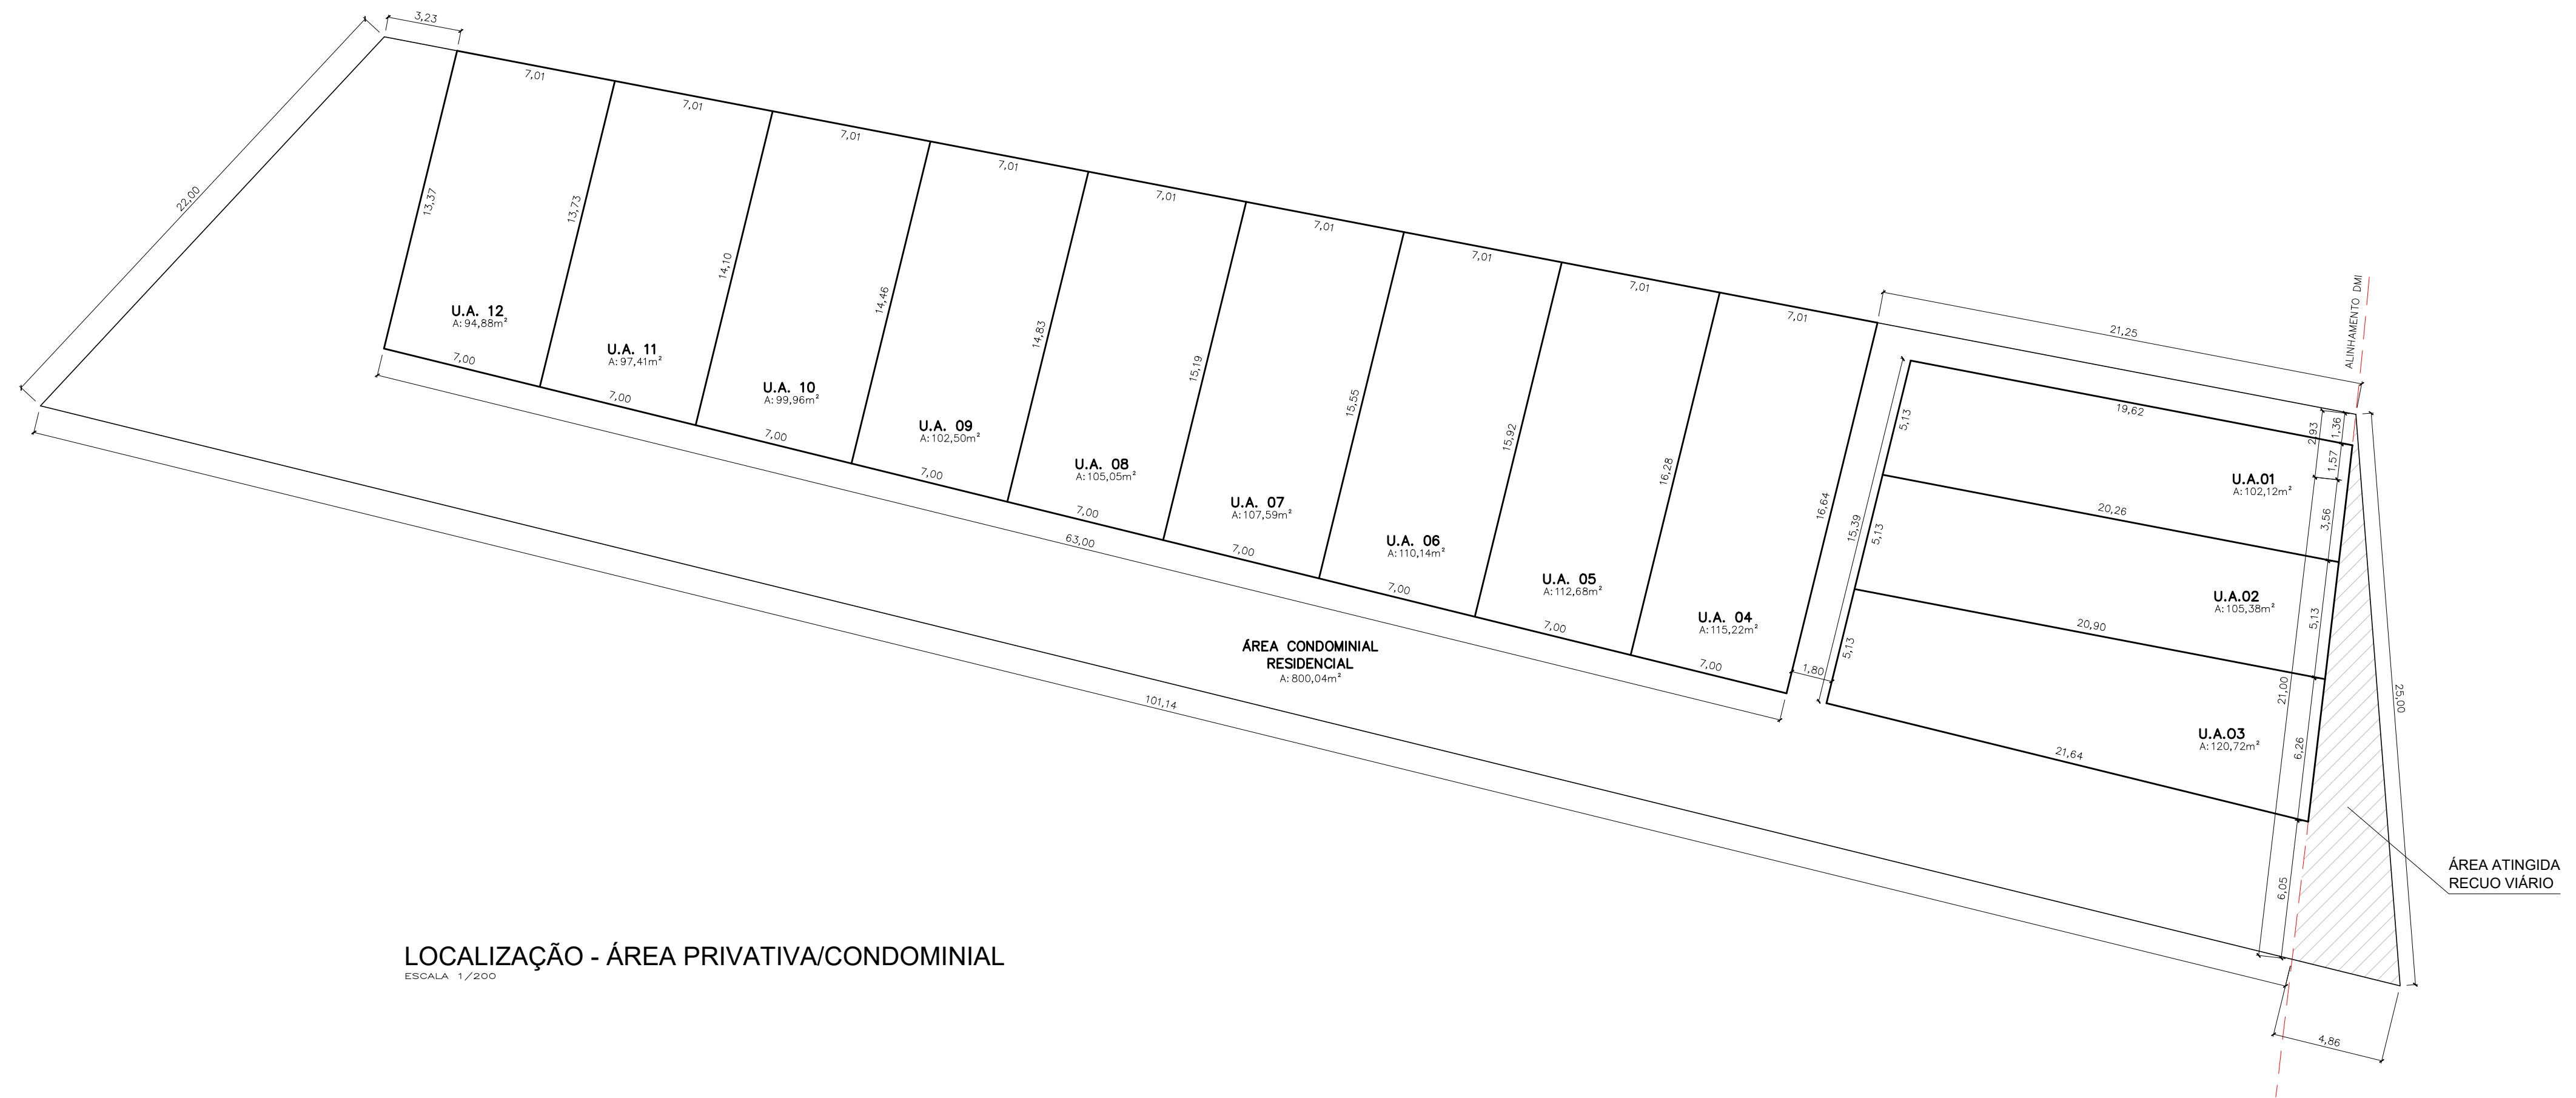 3,23
7,01
7,01
7,01
7,01
7,01
7,01
7,01
7,01
7,01
22,00
13,37
13,73
14,10
14,46
14,83
15,19
15,55
15,92
16,28
16,64
U.A. 12
A: 94,88m²
U.A. 11
A: 97,41m²
U.A. 10
A: 99,96m²
U.A. 09
A: 102,50m²
U.A. 08
A: 105,05m²
U.A. 07
A: 107,59m²
U.A. 06
A: 110,14m²
U.A. 05
A: 112,68m²
U.A. 04
A: 115,22m²
7,00
7,00
7,00
7,00
7,00
7,00
7,00
7,00
7,00
63,00
1,80
101,14
ÁREA CONDOMINIAL
RESIDENCIAL
A: 800,04m²
ALINHAMENTO DMI
21,25
15,39
5,13
5,13
5,13
19,62
20,26
20,90
21,64
2,93
1,36
1,57
3,56
5,13
6,26
6,05
21,00
25,00
4,86
U.A.01
A: 102,12m²
U.A.02
A: 105,38m²
U.A.03
A: 120,72m²
ÁREA ATINGIDA
RECUO VIÁRIO
LOCALIZAÇÃO - ÁREA PRIVATIVA/CONDOMINIAL
ESCALA 1/200